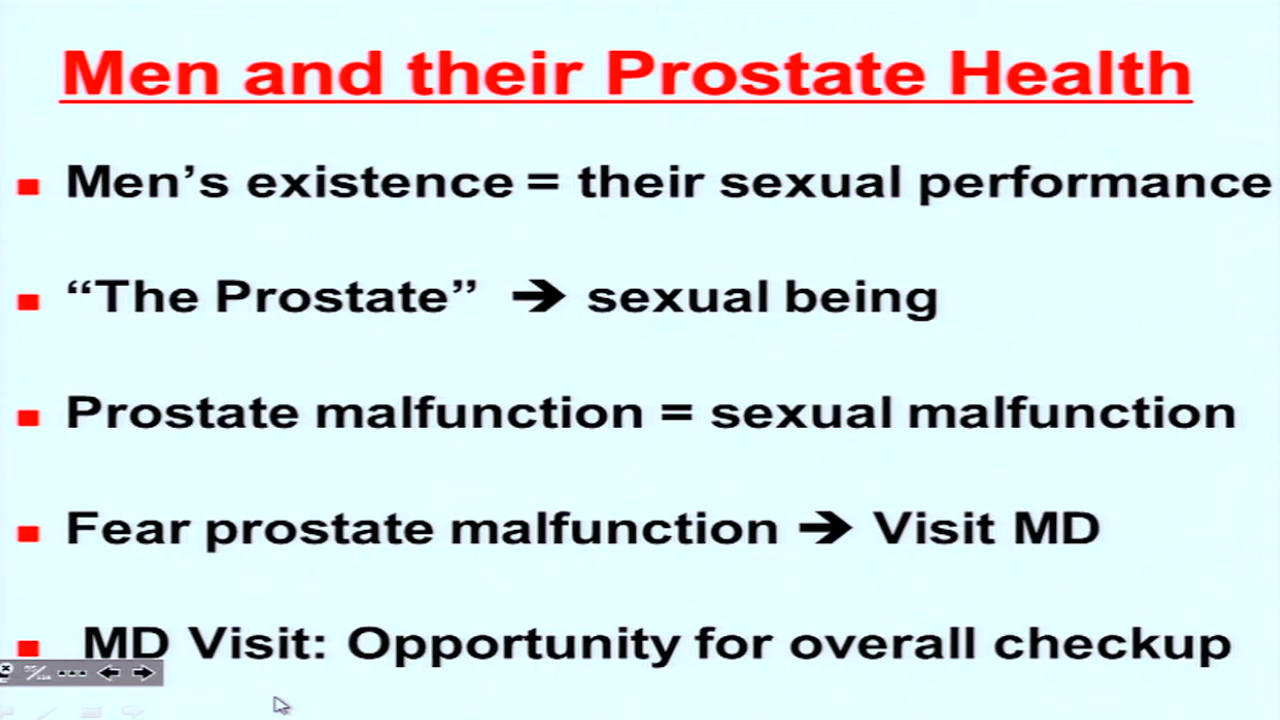 Men and their Prostate Health
Men’s existence = their sexual performance
“The Prostate” ➔ sexual being
Prostate malfunction = sexual malfunction
Fear prostate malfunction ➔ Visit MD
MD Visit: Opportunity for overall checkup